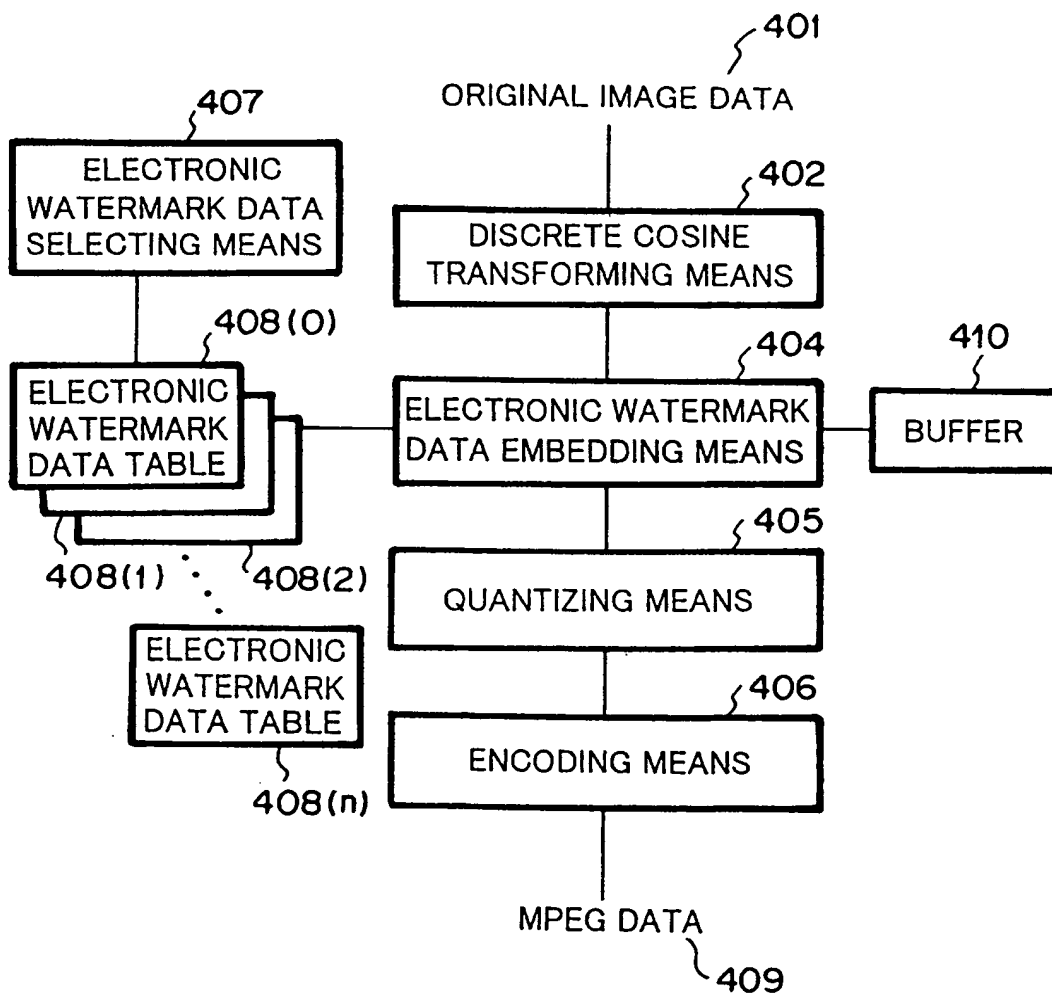 401
ORIGINAL IMAGE DATA
407
ELECTRONIC
WATERMARK DATA
SELECTING MEANS
402
DISCRETE COSINE
TRANSFORMING MEANS
408(0)
ELECTRONIC
WATERMARK
DATA TABLE
404
ELECTRONIC WATERMARK
DATA EMBEDDING MEANS
410
BUFFER
408(1)
408(2)
405
QUANTIZING MEANS
ELECTRONIC
WATERMARK
DATA TABLE
408(n)
406
ENCODING MEANS
MPEG DATA
409